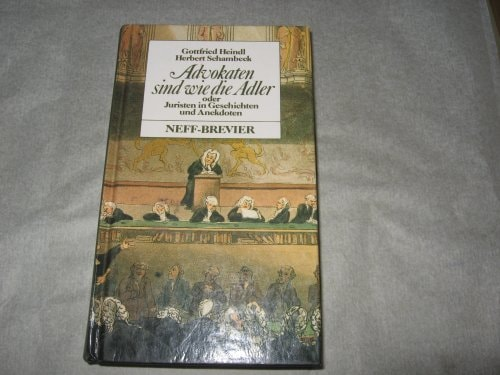 Gottfried Heindl
Herbert Schambeck
Advokaten
sind wie die Adler
oder
Juristen in Geschichten
und Anekdoten
NEFF-BREVIER